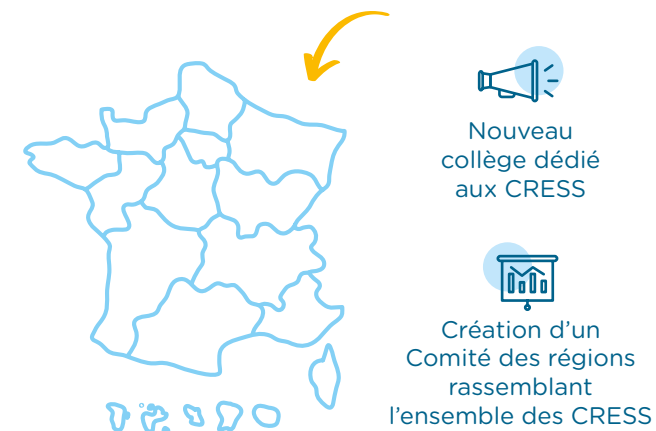 Nouveau
collège dédié
aux CRESS
Création d’un
Comité des régions
rassemblant
l’ensemble des CRESS